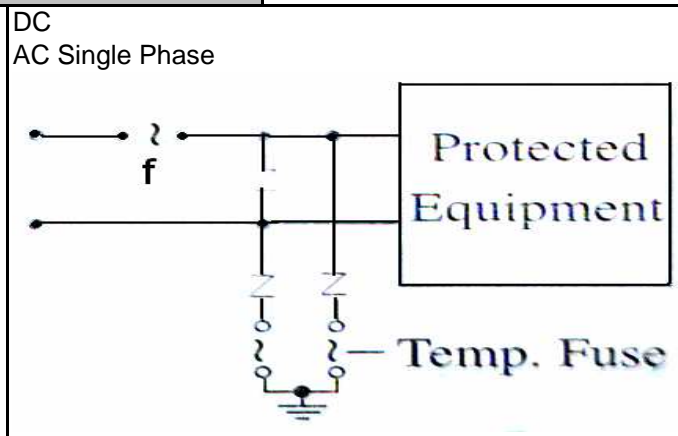 DC
AC Single Phase
f
Protected
Equipment
Temp. Fuse